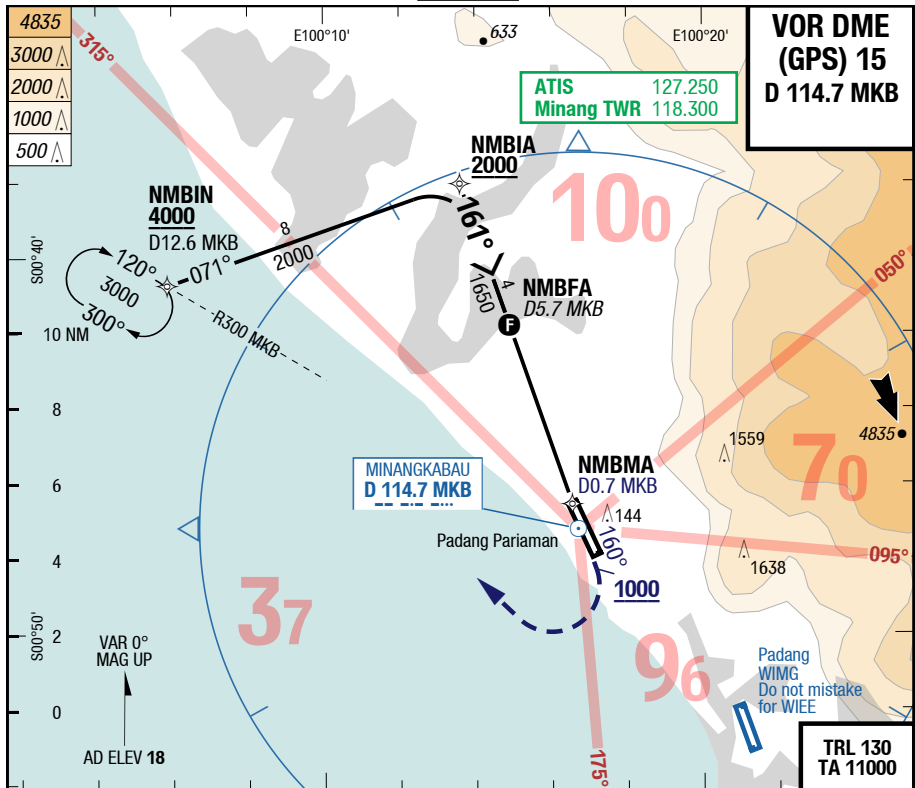 4835
3000
2000
1000
500
315°
E100°10'
633
E100°20'
VOR DME
(GPS) 15
D 114.7 MKB
ATIS 127.250
Minang TWR 118.300
NMBIA
2000
NMBIN
4000
D12.6 MKB
161°
100
8
2000
071°
120°
3000
300°
S00°40'
R300 MKB
4
1650
NMBFA
D5.7 MKB
F
050°
10 NM
8
6
4
2
0
4835
1559
70
MINANGKABAU
D 114.7 MKB
NMBMA
D0.7 MKB
144
Padang Pariaman
160°
1638
095°
1000
37
96
S00°50'
VAR 0°
MAG UP
AD ELEV 18
Padang
WIMG
Do not mistake
for WIEE
175°
TRL 130
TA 11000